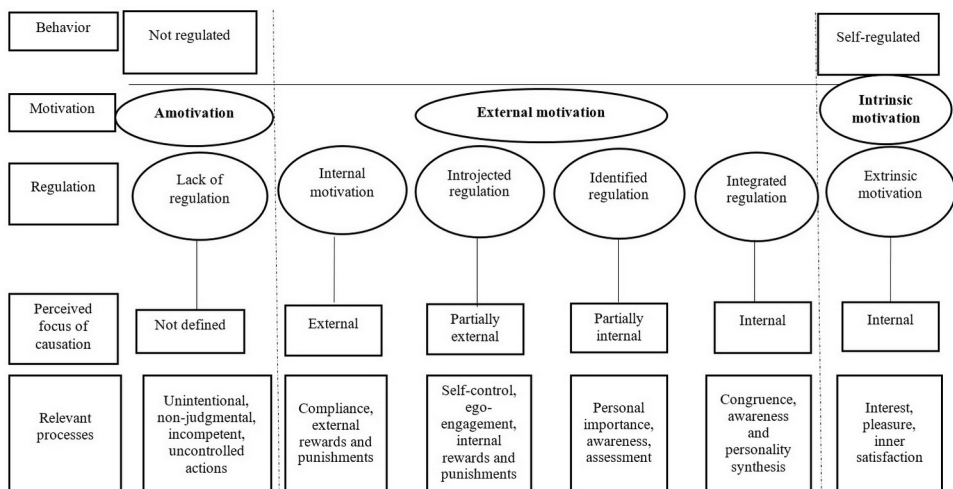 Behavior
Not regulated
Self-regulated
Motivation
Amotivation
External motivation
Intrinsic
motivation
Regulation
Lack of
regulation
Internal
motivation
Introjected
regulation
Identified
regulation
Integrated
regulation
Extrinsic
motivation
Perceived
focus of
causation
Not defined
External
Partially
external
Partially
internal
Internal
Internal
Relevant
processes
Unintentional,
non-judgmental,
incompetent,
uncontrolled
actions
Compliance,
external
rewards and
punishments
Self-control,
ego-
engagement,
internal
rewards and
punishments
Personal
importance,
awareness,
assessment
Congruence,
awareness
and
personality
synthesis
Interest,
pleasure,
inner
satisfaction